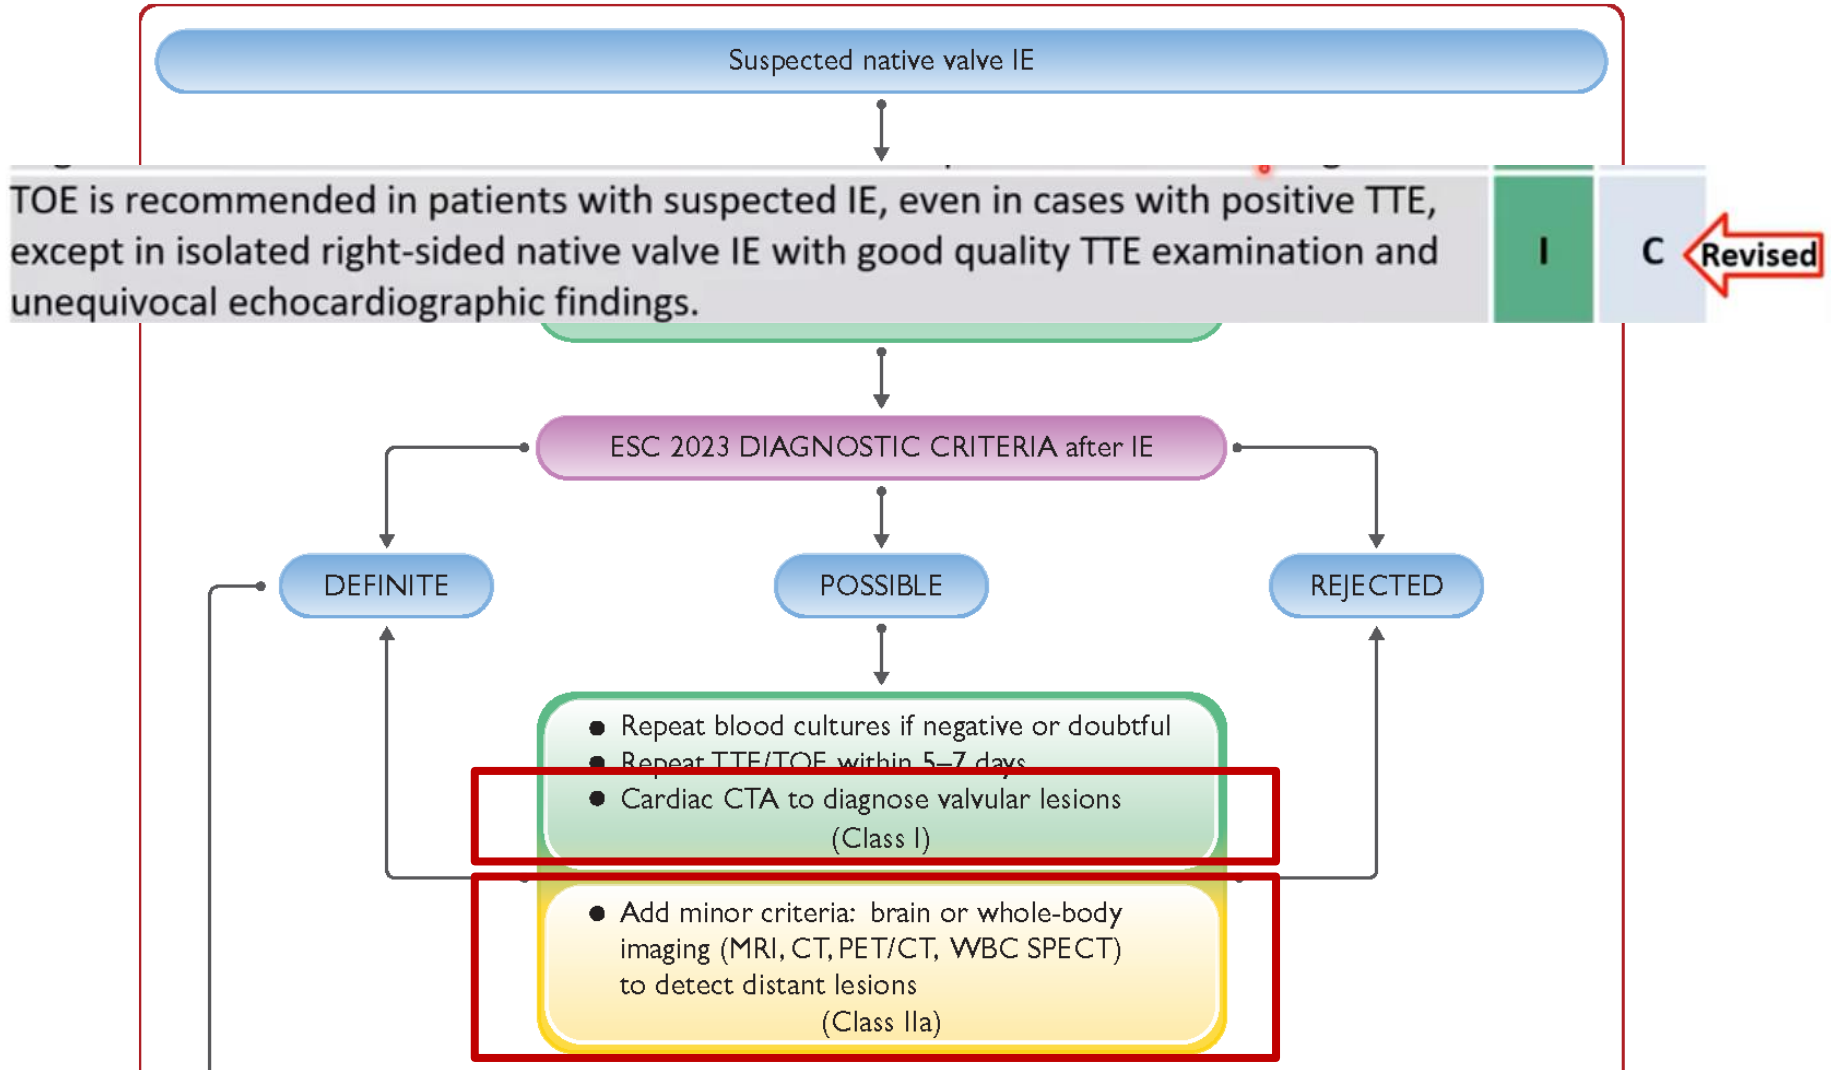 Suspected native valve IE
TOE is recommended in patients with suspected IE, even in cases with positive TTE,
except in isolated right-sided native valve IE with good quality TTE examination and
unequivocal echocardiographic findings.
I
C
Revised
ESC 2023 DIAGNOSTIC CRITERIA after IE
DEFINITE
POSSIBLE
REJECTED
● Repeat blood cultures if negative or doubtful
● Repeat TTE/TOE within 5–7 days
● Cardiac CTA to diagnose valvular lesions
(Class I)
● Add minor criteria: brain or whole-body
imaging (MRI, CT, PET/CT, WBC SPECT)
to detect distant lesions
(Class IIa)